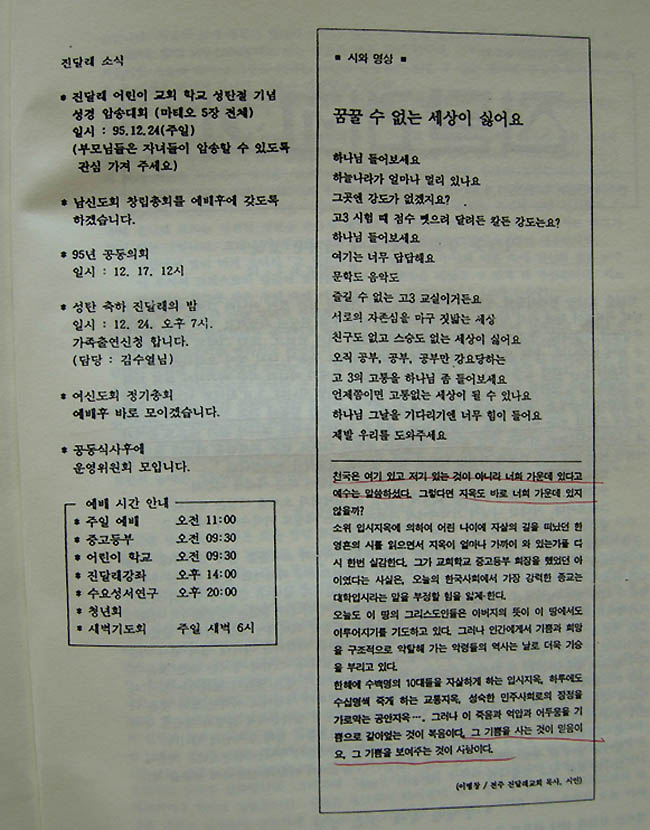 진달래 소식
* 진달래 어린이 교회 학교 성탄절 기념
성경 암송대회 (마태오 5장 전체)
일시 : 95.12.24(주일)
(부모님들은 자녀들이 암송할 수 있도록
관심 가져 주세요)
* 남신도회 창립총회를 예배후에 갖도록
하겠습니다.
* 95년 공동의회
일시 : 12. 17. 12시
* 성탄 축하 진달래의 밤
일시 : 12. 24. 오후 7시.
가족출연신청 합니다.
(담당 : 김수열님)
* 여신도회 정기총회
예배후 바로 모이겠습니다.
* 공동식사후에
운영위원회 모입니다.
예배 시간 안내
* 주일 예배 오전 11:00
* 중고등부 오전 09:30
* 어린이 학교 오전 09:30
* 진달래강좌 오후 14:00
* 수요성서연구 오후 20:00
* 청년회
* 새벽기도회 주일 새벽 6시
■ 시와 명상 ■
꿈꿀 수 없는 세상이 싫어요
하나님 들어보세요
하늘나라가 얼마나 멀리 있나요
그곳엔 강도가 없겠지요?
고3 시험 때 점수 뺏으려 달려든 칼든 강도는요?
하나님 들어보세요
여기는 너무 답답해요
문학도 음악도
즐길 수 없는 고3 교실이거든요
서로의 자존심을 마구 짓밟는 세상
친구도 없고 스승도 없는 세상이 싫어요
오직 공부, 공부, 공부만 강요당하는
고 3의 고통을 하나님 좀 들어보세요
언제쯤이면 고통없는 세상이 될 수 있나요
하나님 그날을 기다리기엔 너무 힘이 들어요
제발 우리를 도와주세요
천국은 여기 있고 저기 있는 것이 아니라 너희 가운데 있다고
예수는 말씀하셨다. 그렇다면 지옥도 바로 너희 가운데 있지
않을까?
소위 입시지옥에 의하여 어린 나이에 자살의 길을 떠났던 한
영혼의 시를 읽으면서 지옥이 얼마나 가까이 와 있는가를 다
시 한번 실감한다. 그가 교회학교 중고등부 회장을 했었던 아
이였다는 사실은, 오늘의 한국사회에서 가장 강력한 종교는
대학입시라는 말을 부정할 힘을 잃게 한다.
오늘도 이 땅의 그리스도인들은 아버지의 뜻이 이 땅에서도
이루어지기를 기도하고 있다. 그러나 인간에게서 기쁨과 희망
을 구조적으로 악탈해 가는 악령들의 역사는 날로 더욱 기승
을 부리고 있다.
한해에 수백명의 10대들을 자살하게 하는 입시지옥, 하루에도
수십명씩 죽게 하는 교통지옥, 성숙한 민주사회로의 장정을
가로막는 공안지옥…. 그러나 이 죽음과 억압과 어두움을 기
쁨으로 갈아엎는 것이 복음이다. 그 기쁨을 사는 것이 믿음이
요, 그 기쁨을 보여주는 것이 사랑이다.
(이병창 / 전주 진달래교회 목사, 시인)